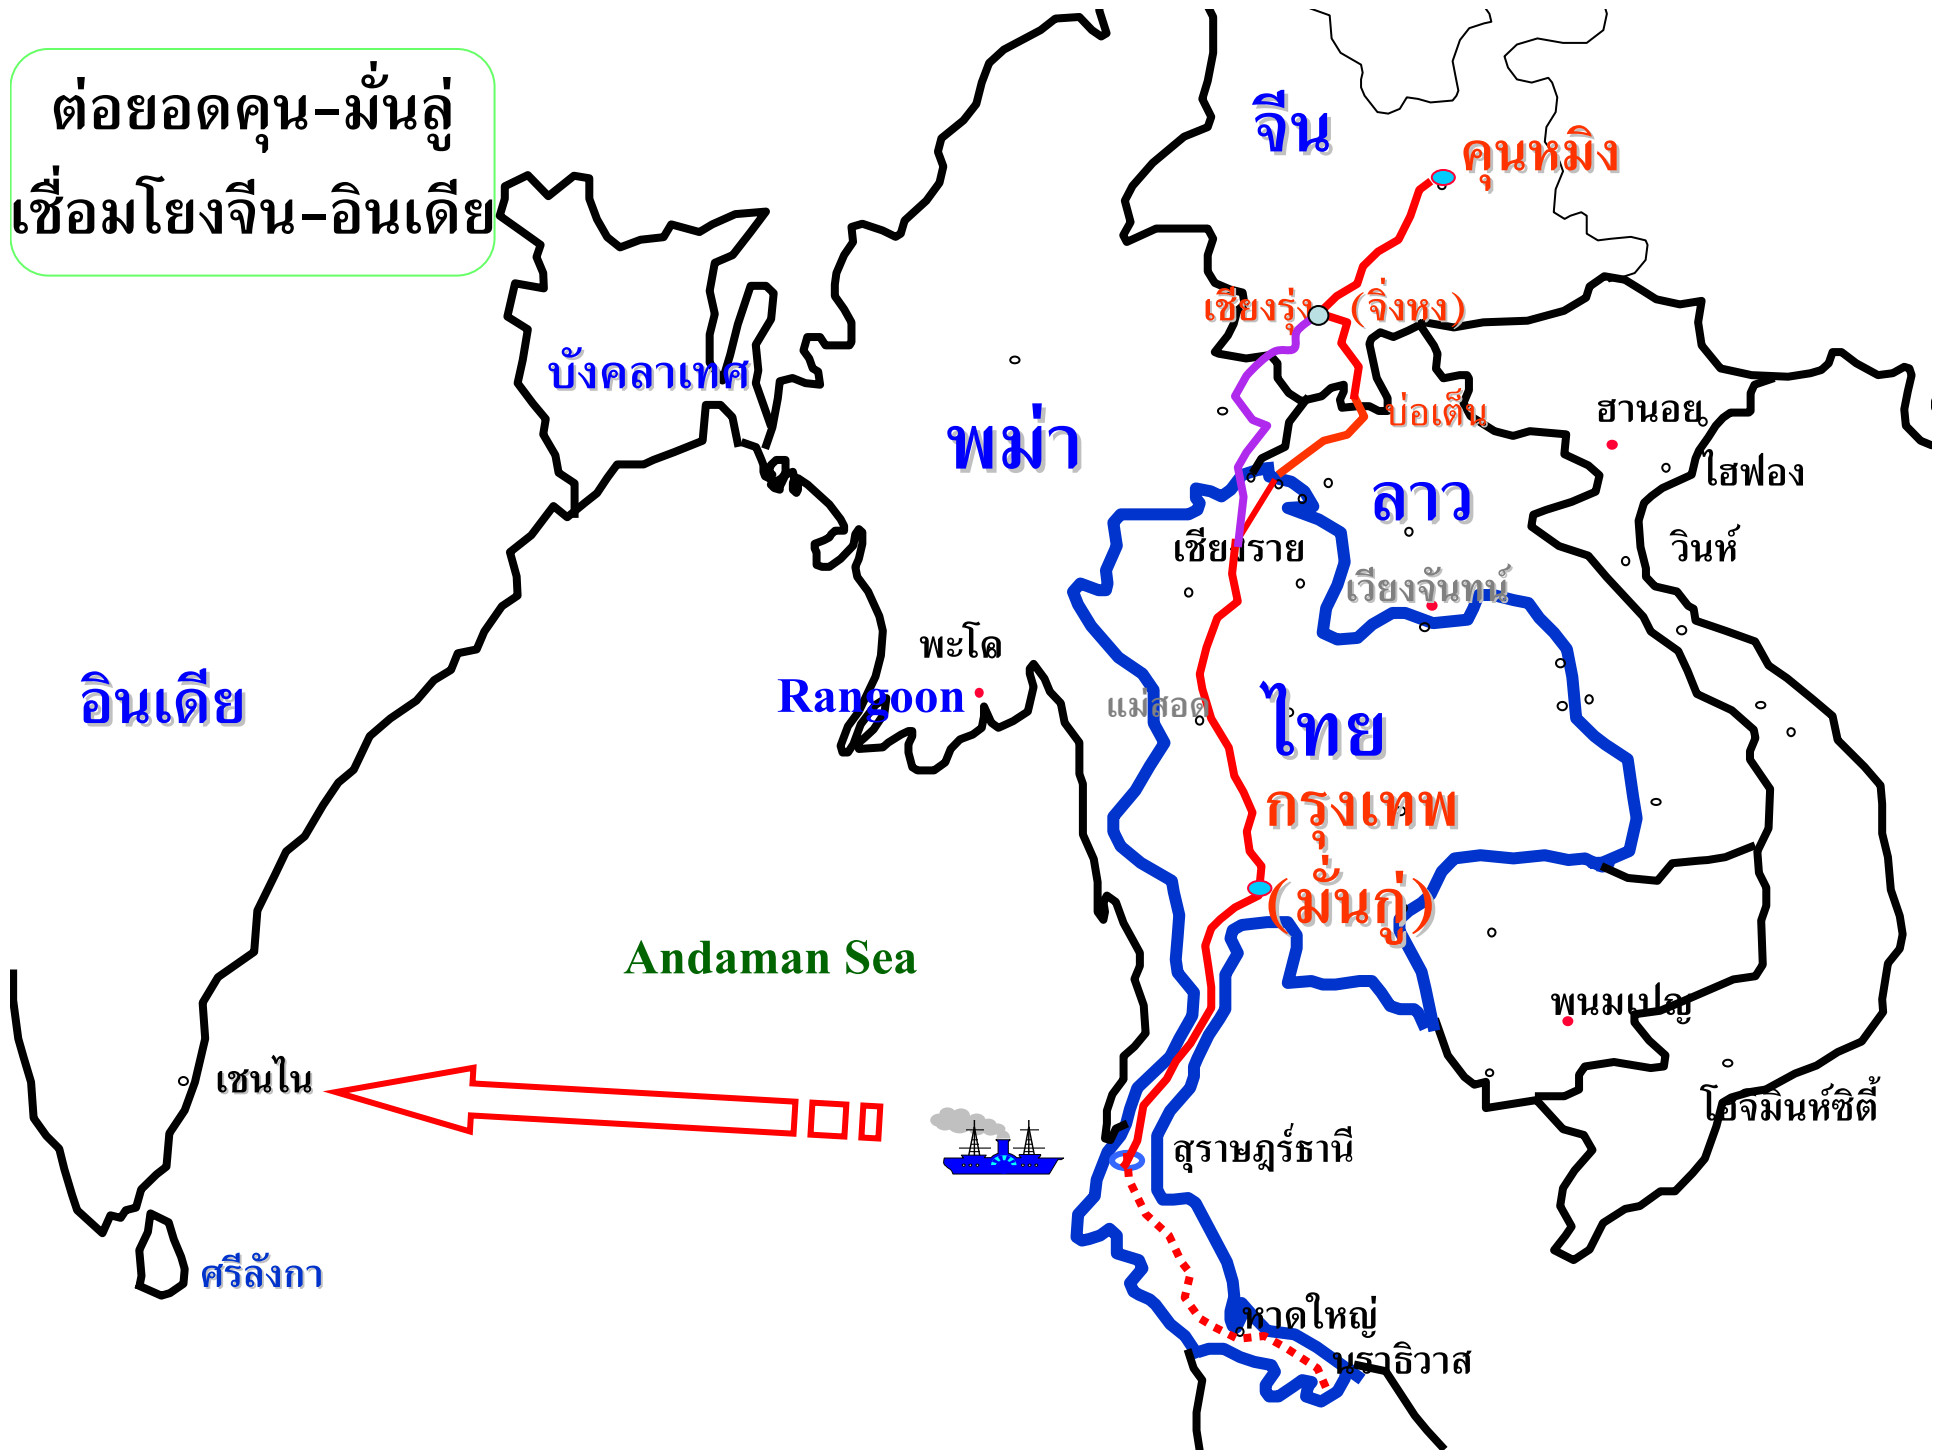 ต่อยอดคุน-มั่นลู่
เชื่อมโยงจีน-อินเดีย
จีน
คุนหมิง
เชียงรุ่ง (จิ่งหง)
บังคลาเทศ
บ่อเต็น
ฮานอย
พม่า
ไฮฟอง
ลาว
เชียงราย
วินห์
เวียงจันทน์
พะโค
อินเดีย
Rangoon
แม่สอด
ไทย
กรุงเทพ
(มั่นกู่)
Andaman Sea
พนมเปญ
เชนไน
โฮจิมินห์ซิตี้
สุราษฎร์ธานี
ศรีลังกา
หาดใหญ่
นราธิวาส